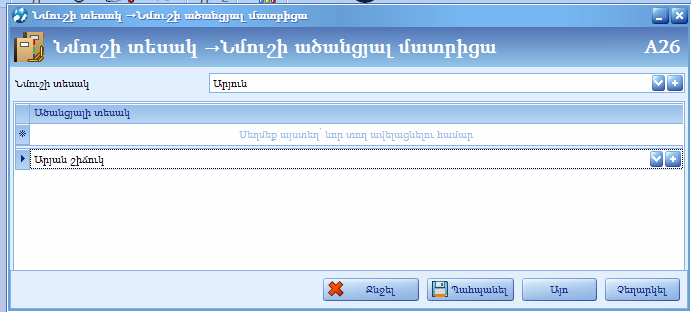 Նմուշի տեսակ →Նմուշի ածանցյալ մատրիցա
Նմուշի տեսակ →Նմուշի ածանցյալ մատրիցա A26
Նմուշի տեսակ Արյուն
Ածանցյալի տեսակ
Սեղմեք այստեղ՝ նոր տող ավելացնելու համար
Արյան շիճուկ
Ջնջել Պահպանել Այո Չեղարկել